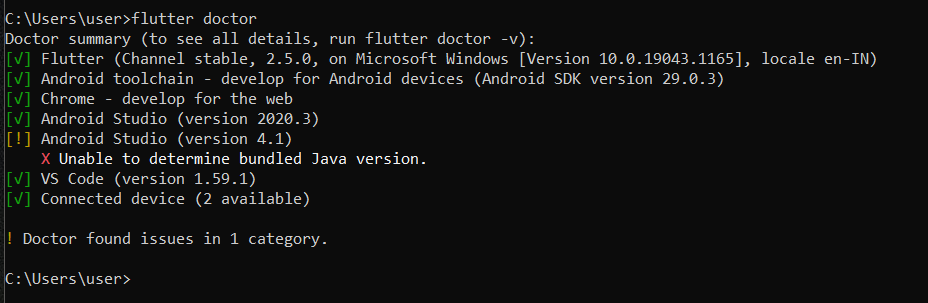 C:\Users\user>flutter doctor
Doctor summary (to see all details, run flutter doctor -v):
[√] Flutter (Channel stable, 2.5.0, on Microsoft Windows [Version 10.0.19043.1165], locale en-IN)
[√] Android toolchain - develop for Android devices (Android SDK version 29.0.3)
[√] Chrome - develop for the web
[√] Android Studio (version 2020.3)
[!] Android Studio (version 4.1)
    X Unable to determine bundled Java version.
[√] VS Code (version 1.59.1)
[√] Connected device (2 available)
! Doctor found issues in 1 category.
C:\Users\user>